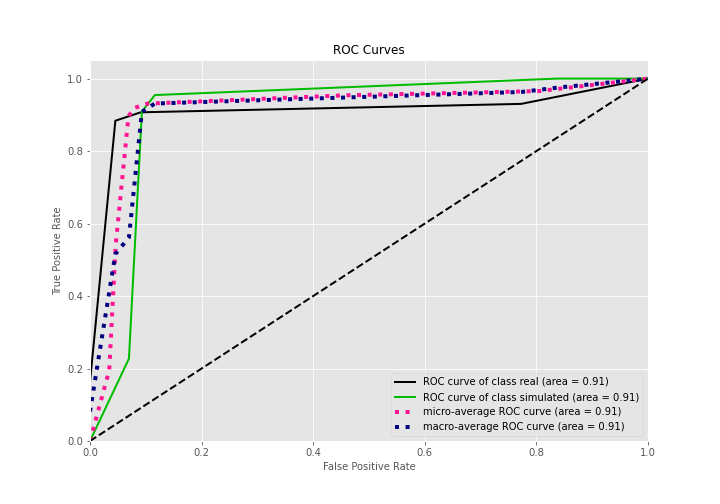 ROC Curves
1.0
0.8
0.6
0.4
0.2
0.0
True Positive Rate
ROC curve of class real (area = 0.91)
ROC curve of class simulated (area = 0.91)
micro-average ROC curve (area = 0.91)
macro-average ROC curve (area = 0.91)
0.0 0.2 0.4 0.6 0.8 1.0
False Positive Rate